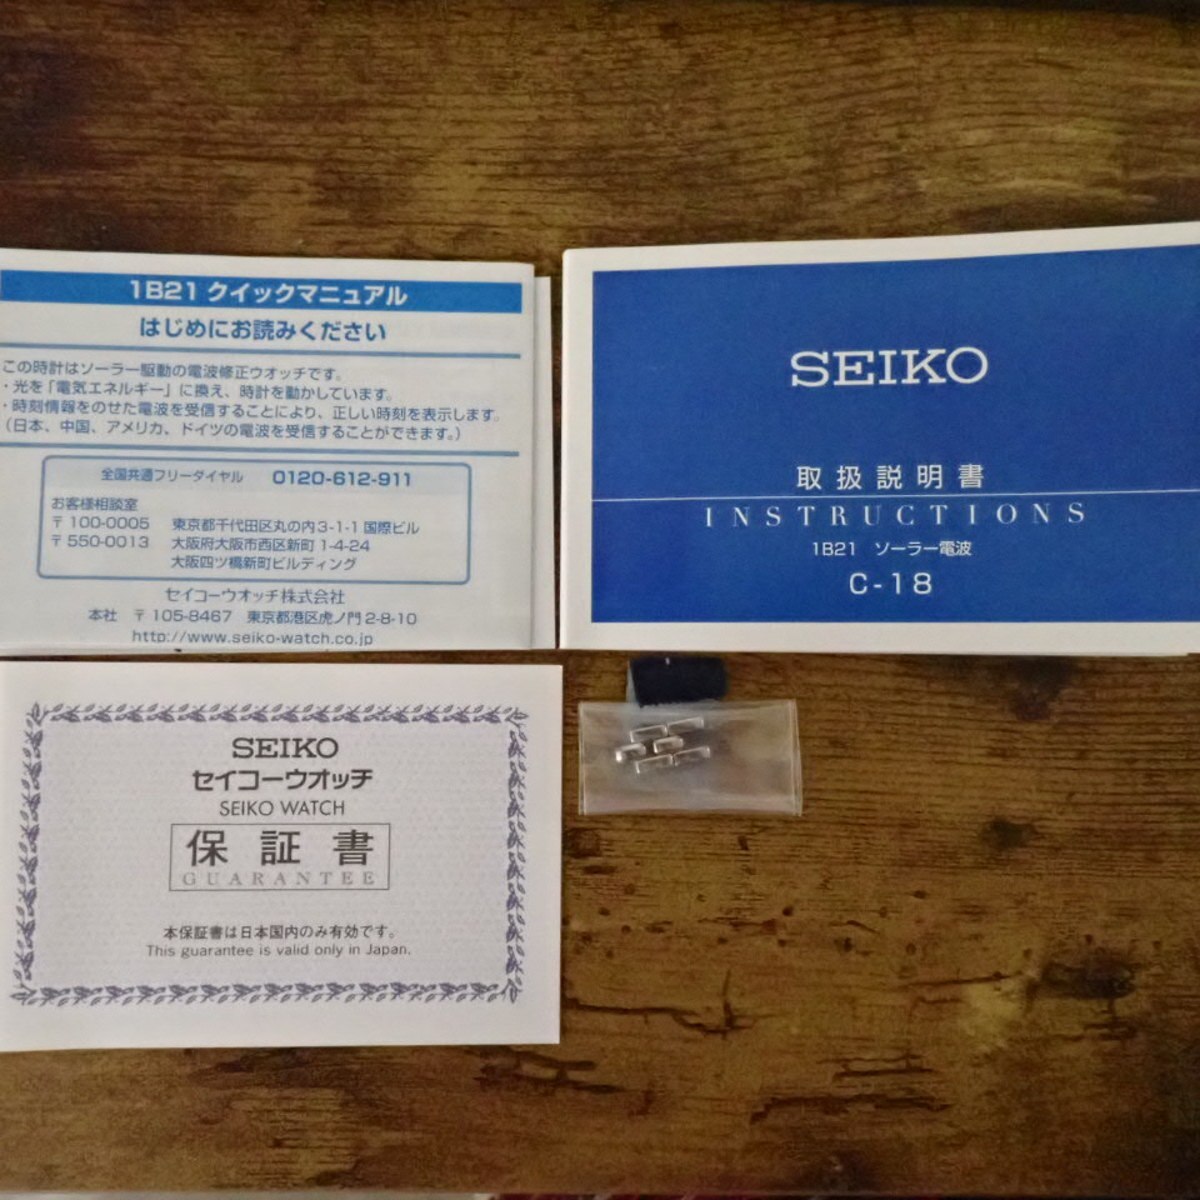 1B21 クイックマニュアル
はじめにお読みください
この時計はソーラー駆動の電波修正ウオッチです。
・光を「電気エネルギー」に換え、時計を動かしています。
・時刻情報をのせた電波を受信することにより、正しい時刻を表示します。
(日本、中国、アメリカ、ドイツの電波を受信することができます。)
全国共通フリーダイヤル 0120-612-911
お客様相談室
〒100-0005 東京都千代田区丸の内3-1-1 国際ビル
〒550-0013 大阪府大阪市西区新町1-4-24
大阪四ツ橋新町ビルディング
セイコーウオッチ株式会社
本社 〒105-8467 東京都港区虎ノ門2-8-10
http://www.seiko-watch.co.jp
SEIKO
取扱説明書
INSTRUCTIONS
1B21 ソーラー電波
C-18
SEIKO
セイコーウオッチ
SEIKO WATCH
保証書
GUARANTEE
本保証書は日本国内のみ有効です。
This guarantee is valid only in Japan.